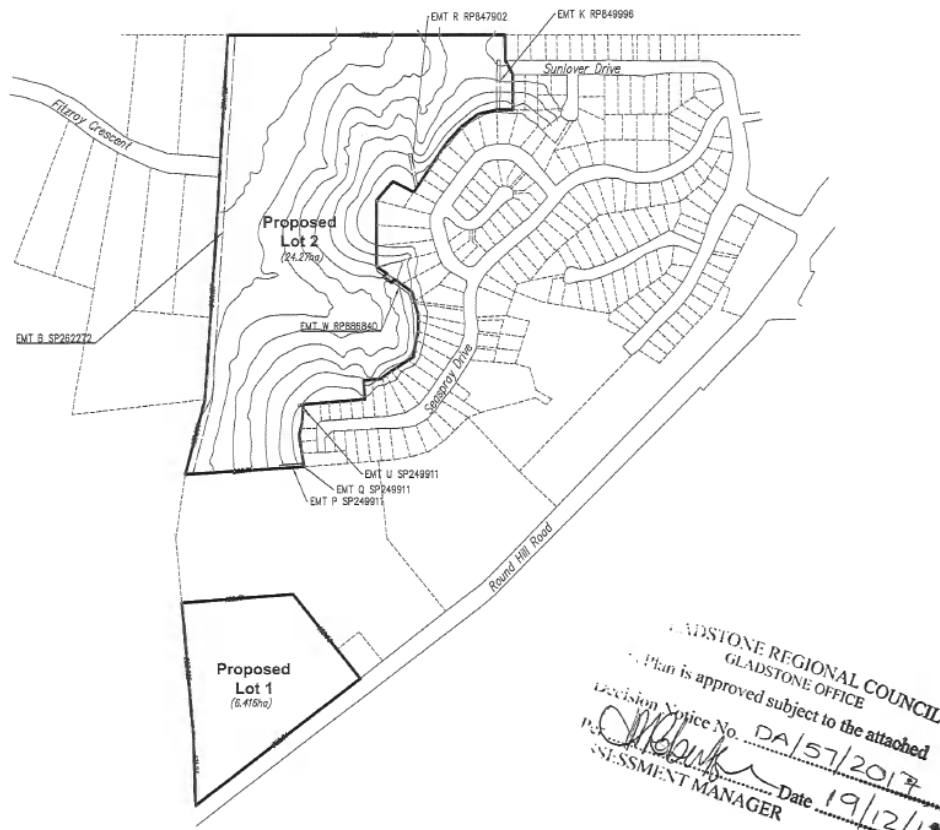 EMT R RP847902
EMT K RP849996
Sunlover Drive
Fitzroy Crescent
Proposed
Lot 2
(24.27ha)
EMT B SP262272
EMT W RP886840
Seaspray Drive
EMT U SP249911
EMT Q SP249911
EMT P SP249911
Round Hill Road
Proposed
Lot 1
(6.416ha)
ADSTONE REGIONAL COUNCIL
GLADSTONE OFFICE
Plan is approved subject to the attached
Decision Notice No. DA/57/2017
SESSMENT MANAGER
Date 19/12/1